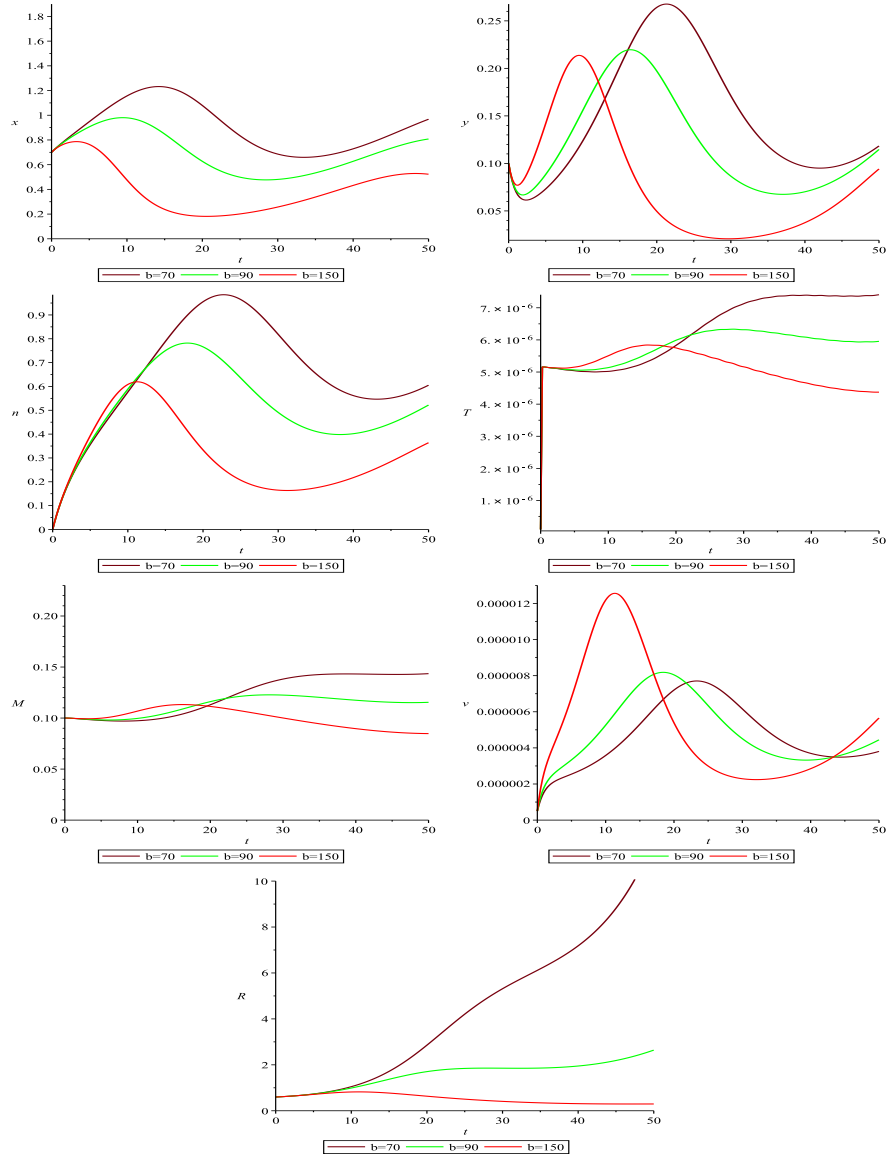 1.8
1.6
1.4
1.2
x 1
0.8
0.6
0.4
0.2
0
0 10 20 30 40 50
t
b=70 b=90 b=150
0.25
0.20
y 0.15
0.10
0.05
0 10 20 30 40 50
t
b=70 b=90 b=150
0.9
0.8
0.7
0.6
n 0.5
0.4
0.3
0.2
0.1
0
0 10 20 30 40 50
t
b=70 b=90 b=150
7. × 10⁻⁶
6. × 10⁻⁶
5. × 10⁻⁶
T 4. × 10⁻⁶
3. × 10⁻⁶
2. × 10⁻⁶
1. × 10⁻⁶
0 10 20 30 40 50
t
b=70 b=90 b=150
0.20
0.15
M 0.10
0.05
0
0 10 20 30 40 50
t
b=70 b=90 b=150
0.000012
0.000010
0.000008
v 0.000006
0.000004
0.000002
0
0 10 20 30 40 50
t
b=70 b=90 b=150
10
8
6
R
4
2
0
0 10 20 30 40 50
t
b=70 b=90 b=150